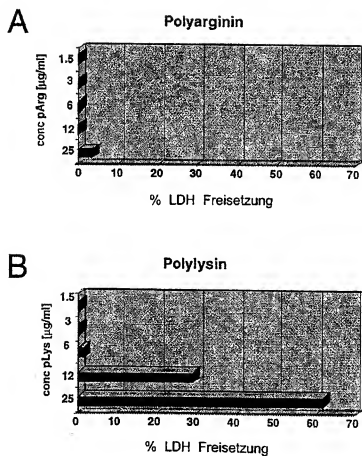 A
Polyarginin
conc pArg [µg/ml]
1.5
3
6
12
25
0 10 20 30 40 50 60 70
% LDH Freisetzung
B
Polylysin
conc pLys [µg/ml]
1.5
3
6
12
25
0 10 20 30 40 50 60 70
% LDH Freisetzung